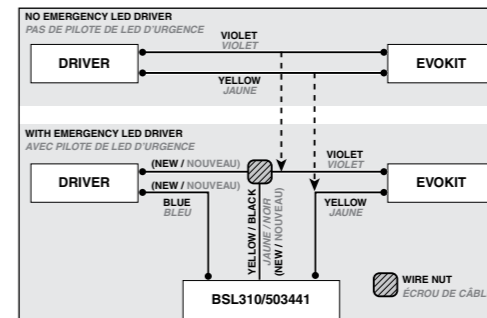 NO EMERGENCY LED DRIVER
PAS DE PILOTE DE LED D'URGENCE
VIOLET
VIOLET
DRIVER
EVOKIT
YELLOW
JAUNE
WITH EMERGENCY LED DRIVER
AVEC PILOTE DE LED D'URGENCE
(NEW / NOUVEAU)
VIOLET
VIOLET
DRIVER
EVOKIT
(NEW / NOUVEAU)
BLUE
BLEU
YELLOW / BLACK
JAUNE / NOIR
(NEW / NOUVEAU)
YELLOW
JAUNE
WIRE NUT
ÉCROU DE CÂBL
BSL310/503441